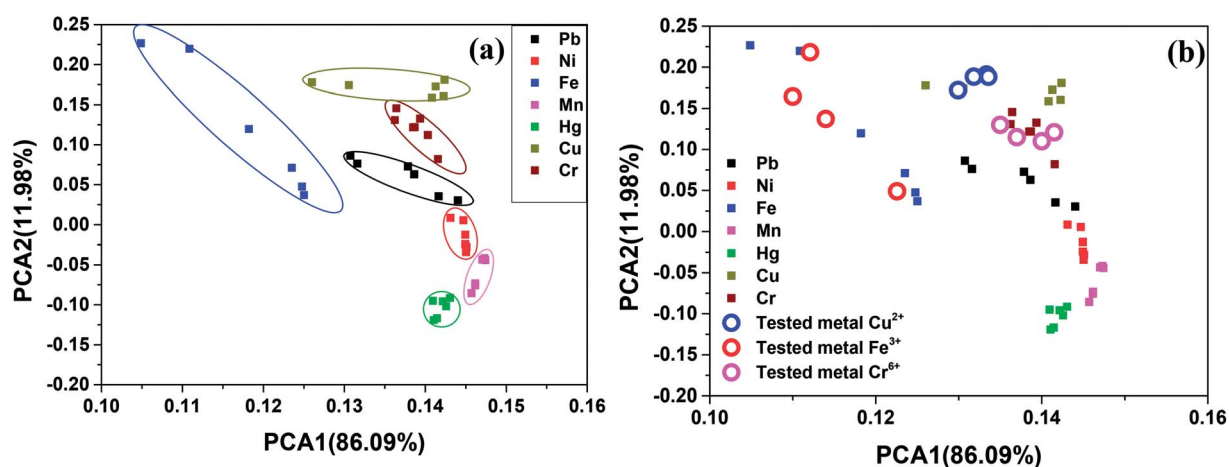 (a)
Pb
Ni
Fe
Mn
Hg
Cu
Cr
0.25
0.20
0.15
0.10
0.05
0.00
-0.05
-0.10
-0.15
-0.20
PCA2(11.98%)
0.10 0.11 0.12 0.13 0.14 0.15 0.16
PCA1(86.09%)
(b)
0.25
0.20
0.15
0.10
0.05
0.00
-0.05
-0.10
-0.15
-0.20
PCA2(11.98%)
Pb
Ni
Fe
Mn
Hg
Cu
Cr
Tested metal Cu²⁺
Tested metal Fe³⁺
Tested metal Cr⁶⁺
0.10 0.12 0.14 0.16
PCA1(86.09%)